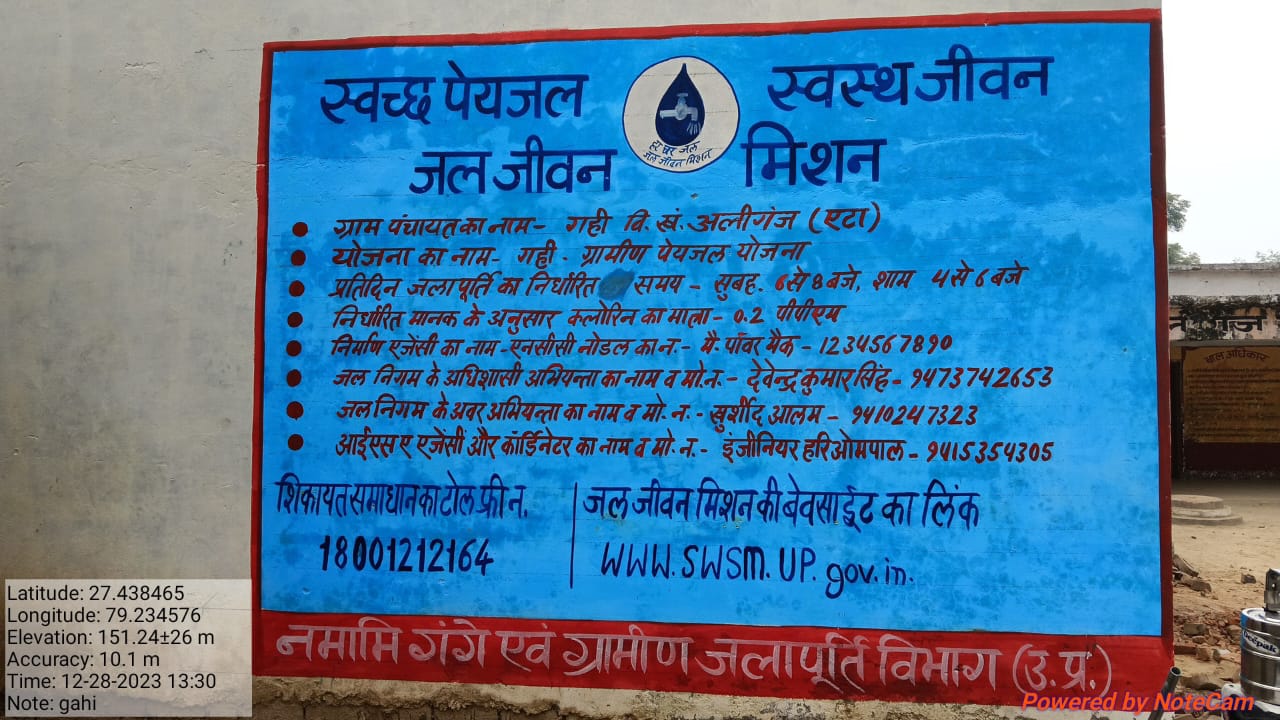 स्वच्छ पेयजल स्वस्थ जीवन
जल जीवन मिशन
हर घर जल
जल जीवन मिशन
• ग्राम पंचायत का नाम- गही वि. खं. अलीगंज (एटा)
• योजना का नाम- गही - ग्रामीण पेयजल योजना
• प्रतिदिन जलापूर्ति का निर्धारित समय - सुबह. 6 से 8 बजे, शाम 4 से 6 बजे
• निर्धारित मानक के अनुसार क्लोरिन का मात्रा - 0.2 पीपीएम
• निर्माण एजेंसी का नाम - एनसीसी नोडल का न.- मै. पॉवर मैक - 1234567890
• जल निगम के अधिशासी अभियन्ता का नाम व मो.न. - देवेन्द्र कुमार सिंह - 9473742653
• जल निगम के अवर अभियन्ता का नाम व मो. न. - खुर्शीद आलम - 9410247323
• आईएस ए एजेंसी और कॉर्डिनेटर का नाम व मो. न. - इंजीनियर हरिओमपाल - 9415354305
शिकायत समाधान का टोल फ्री न.
18001212164
जल जीवन मिशन की बेवसाईट का लिंक
WWW.SWSM.UP.gov.in.
नमामि गंगे एवं ग्रामीण जलापूर्ति विभाग (उ.प्र.)
बाल अधिकार
Latitude: 27.438465
Longitude: 79.234576
Elevation: 151.24±26 m
Accuracy: 10.1 m
Time: 12-28-2023 13:30
Note: gahi
Powered by NoteCam